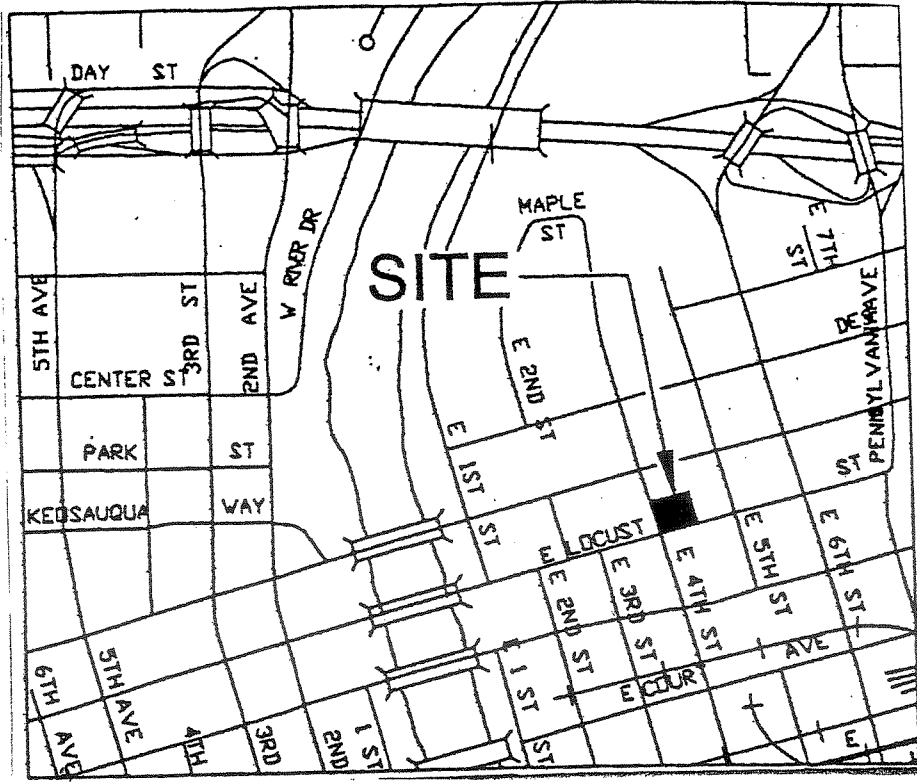 DAY ST
MAPLE
ST
E 7TH
ST
W RIVER DR
SITE
5TH AVE
3RD ST
2ND AVE
CENTER ST
DE
PENNSYLVANIA AVE
E 2ND ST
E 1ST ST
PARK ST
ST
KEOSAUQUA WAY
E LOCUST
E 2ND ST
E 3RD ST
E 4TH ST
E 5TH ST
E 6TH ST
E 1 ST
ST
E COURT AVE
6TH AVE
5TH AVE
4TH
3RD
2ND
1 ST
E